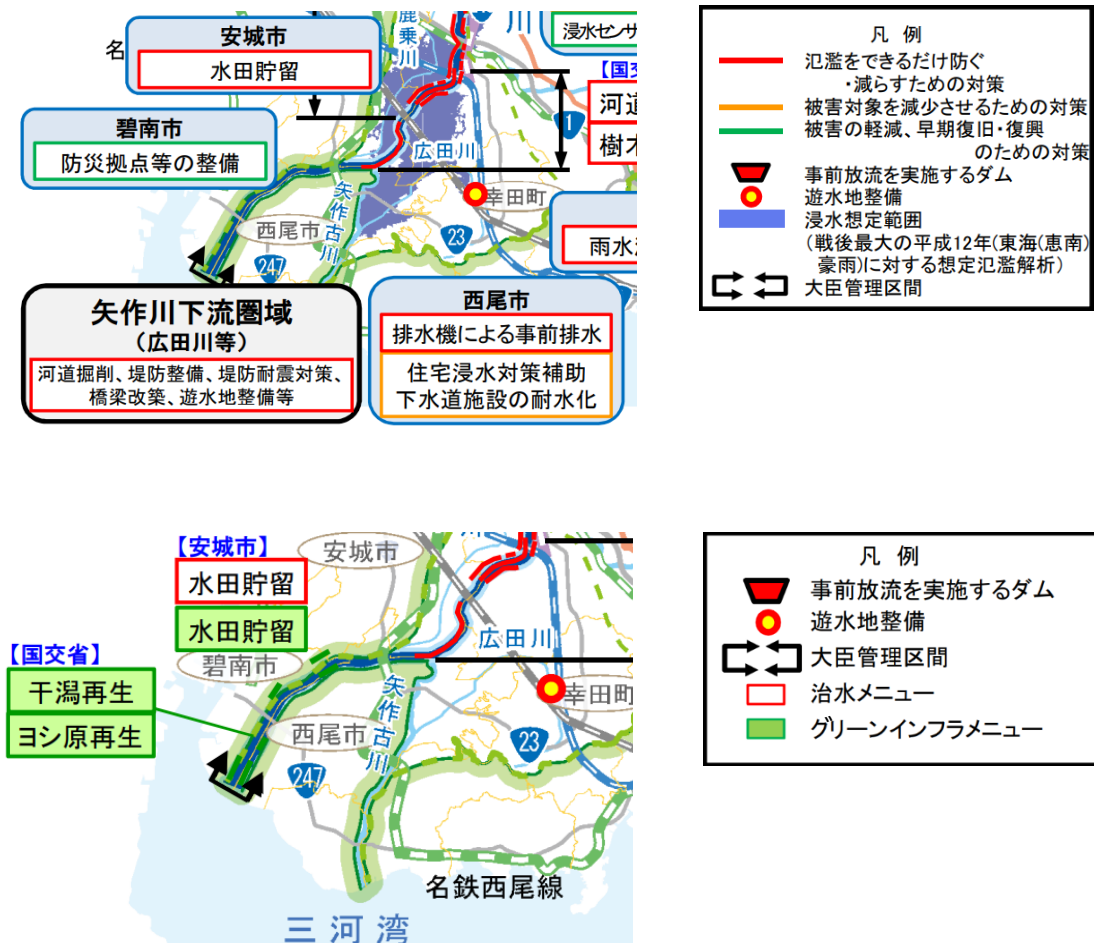 安城市
水田貯留
名
鹿乗川
川
浸水センサ
【国交
河道
樹木
1
碧南市
防災拠点等の整備
広田川
矢作古川
幸田町
西尾市
23
247
雨水
矢作川下流圏域
（広田川等）
河道掘削、堤防整備、堤防耐震対策、
橋梁改築、遊水地整備等
西尾市
排水機による事前排水
住宅浸水対策補助
下水道施設の耐水化
凡 例
氾濫をできるだけ防ぐ
・減らすための対策
被害対象を減少させるための対策
被害の軽減、早期復旧・復興
のための対策
事前放流を実施するダム
遊水地整備
浸水想定範囲
(戦後最大の平成12年(東海(恵南)
豪雨)に対する想定氾濫解析)
大臣管理区間
【安城市】
水田貯留
水田貯留
安城市
広田川
碧南市
【国交省】
干潟再生
ヨシ原再生
矢作古川
西尾市
幸田町
23
247
名鉄西尾線
三河湾
凡 例
事前放流を実施するダム
遊水地整備
大臣管理区間
治水メニュー
グリーンインフラメニュー